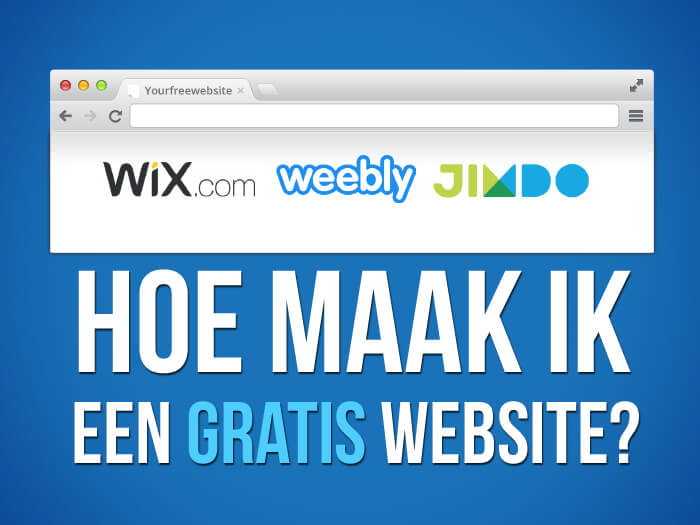 Yourfreewebsite
WiX.com weebly JIMDO
HOE MAAK IK
EEN GRATIS WEBSITE?